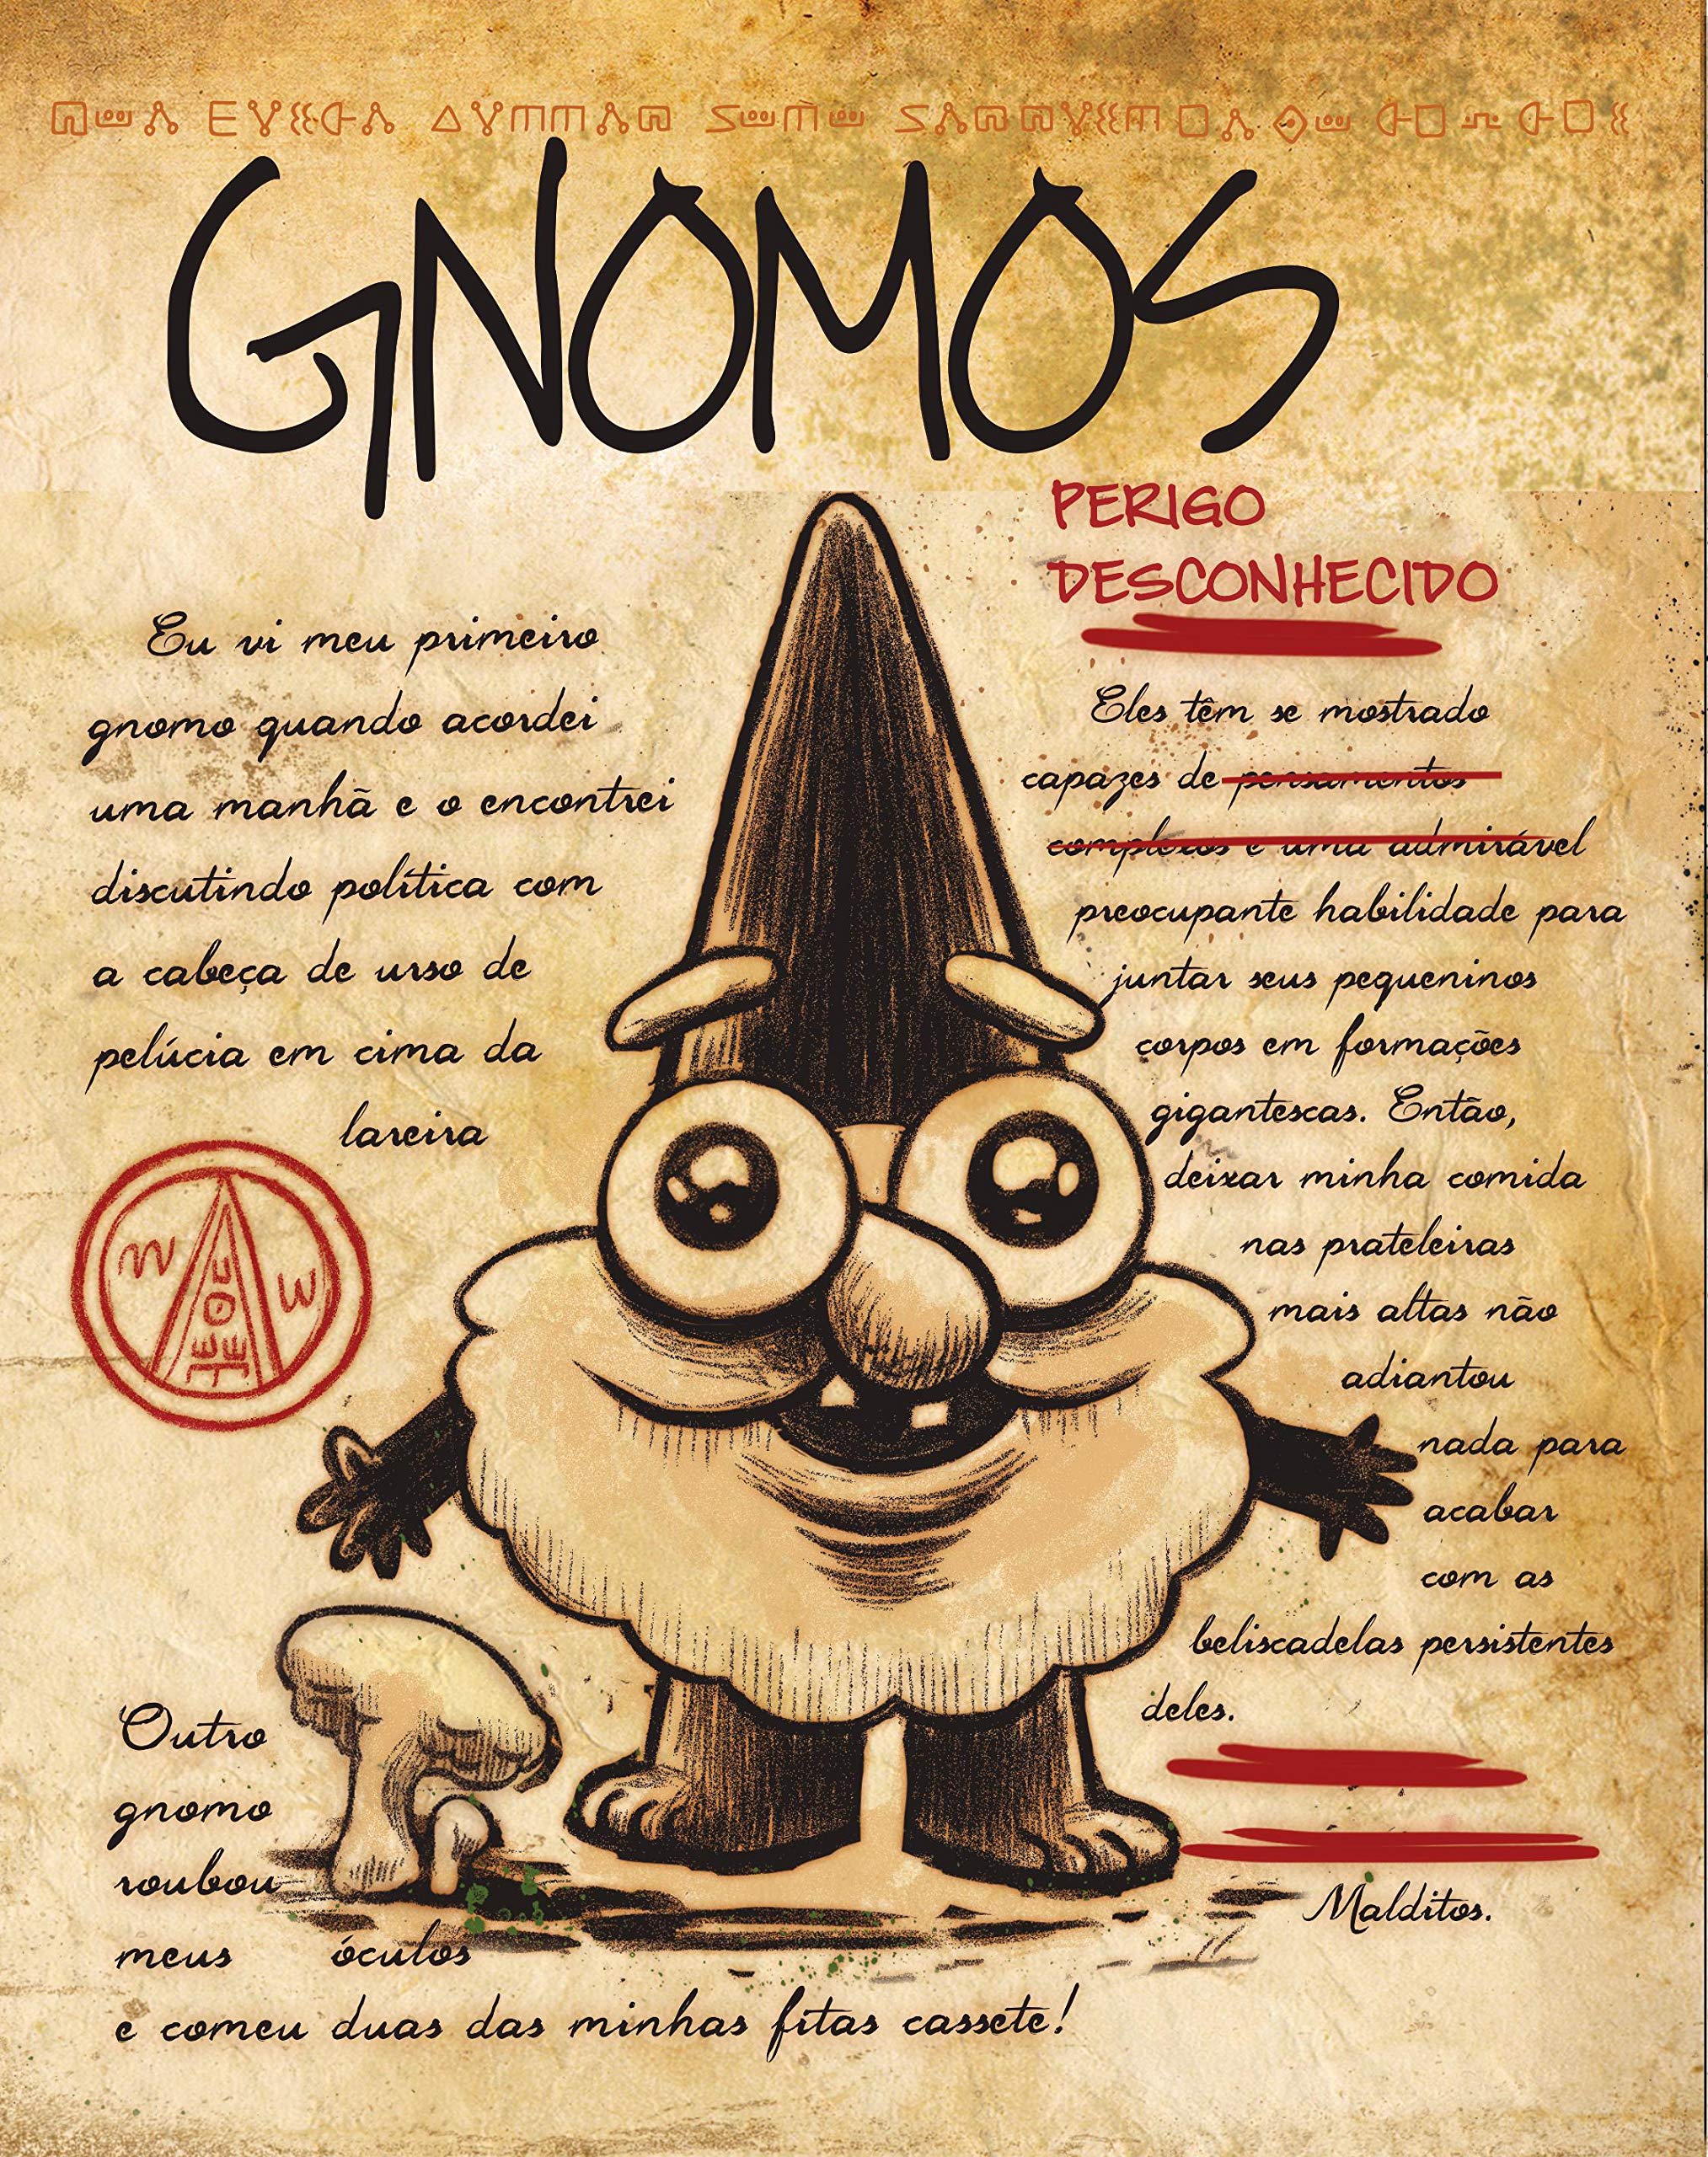 GNOMOS
PERIGO
DESCONHECIDO
Eu vi meu primeiro
gnomo quando acordei
uma manhã e o encontrei
discutindo política com
a cabeça de urso de
pelúcia em cima da
lareira
Eles têm se mostrado
capazes de pensamentos
complexos e uma admirável
preocupante habilidade para
juntar seus pequeninos
corpos em formações
gigantescas. Então,
deixar minha comida
nas prateleiras
mais altas não
adiantou
nada para
acabar
com as
beliscadelas persistentes
deles.
Malditos.
Outro
gnomo
roubou
meus óculos
e comeu duas das minhas fitas cassete!